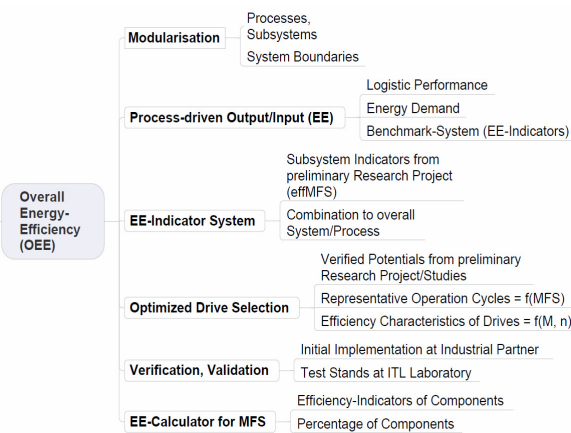 Overall
Energy-
Efficiency
(OEE)
Modularisation
Processes,
Subsystems
System Boundaries
Process-driven Output/Input (EE)
Logistic Performance
Energy Demand
Benchmark-System (EE-Indicators)
EE-Indicator System
Subsystem Indicators from
preliminary Research Project
(effMFS)
Combination to overall
System/Process
Optimized Drive Selection
Verified Potentials from preliminary
Research Project/Studies
Representative Operation Cycles = f(MFS)
Efficiency Characteristics of Drives = f(M, n)
Verification, Validation
Initial Implementation at Industrial Partner
Test Stands at ITL Laboratory
EE-Calculator for MFS
Efficiency-Indicators of Components
Percentage of Components